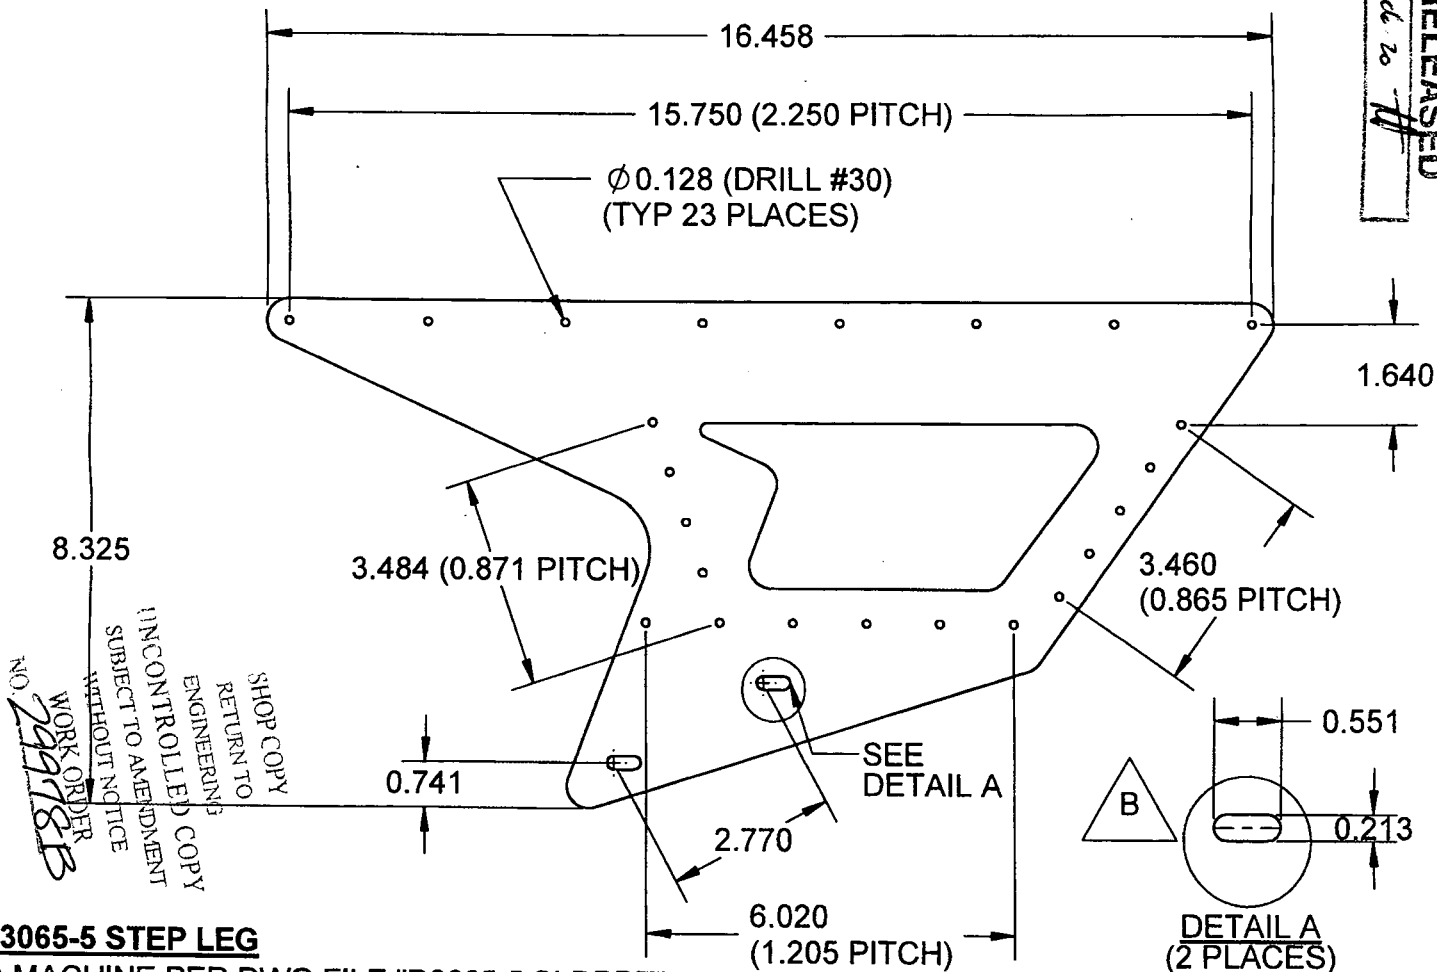 16.458
15.750 (2.250 PITCH)
Ø0.128 (DRILL #30)
(TYP 23 PLACES)
RELEASED
1.640
8.325
3.484 (0.871 PITCH)
3.460
(0.865 PITCH)
0.741
SEE
DETAIL A
2.770
6.020
(1.205 PITCH)
B
0.551
0.213
DETAIL A
(2 PLACES)
SHOP COPY
RETURN TO
ENGINEERING
UNCONTROLLED COPY
SUBJECT TO AMENDMENT
WITHOUT NOTICE
WORK ORDER
NO. 29978B
3065-5 STEP LEG